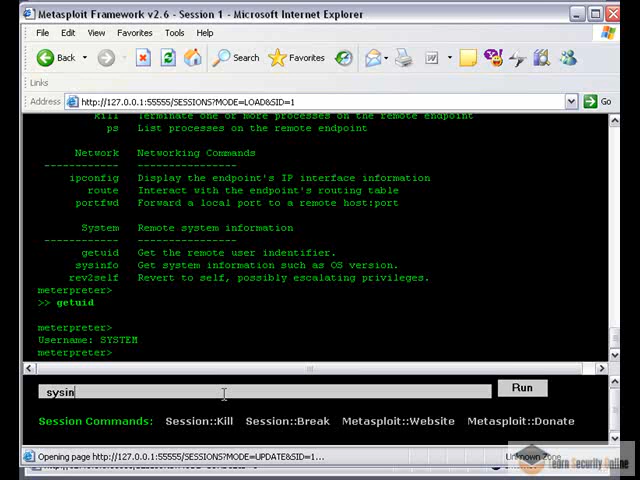 Metasploit Framework v2.6 - Session 1 - Microsoft Internet Explorer
File Edit View Favorites Tools Help
Back Search Favorites
Links
Address http://127.0.0.1:55555/SESSIONS?MODE=LOAD&SID=1 Go
kill Terminate one or more processes on the remote endpoint
ps List processes on the remote endpoint
Network Networking Commands
------------ ----------------
ipconfig Display the endpoint's IP interface information
route Interact with the endpoint's routing table
portfwd Forward a local port to a remote host:port
System Remote system information
------------ ----------------
getuid Get the remote user indentifier.
sysinfo Get system information such as OS version.
rev2self Revert to self, possibly escalating privileges.
meterpreter>
>> getuid
meterpreter>
Username: SYSTEM
meterpreter>
sysin Run
Session Commands: Session::Kill Session::Break Metasploit::Website Metasploit::Donate
Opening page http://127.0.0.1:55555/SESSIONS?MODE=UPDATE&SID=1... Unknown Zone
Learn Security Online